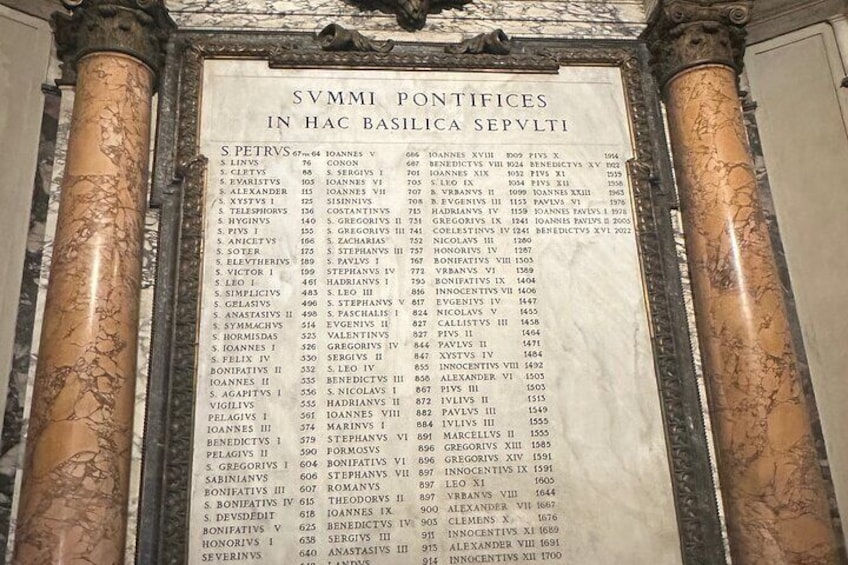 SVMMI PONTIFICES
IN HAC BASILICA SEPVLTI
S. PETRVS 67 vel 64
S. LINVS 76
S. CLETVS 88
S. EVARISTVS 105
S. ALEXANDER 115
S. XYSTVS I 125
S. TELESPHORVS 136
S. HYGINVS 140
S. PIVS I 155
S. ANICETVS 166
S. SOTER 175
S. ELEVTHERIVS 189
S. VICTOR I 199
S. LEO I 461
S. SIMPLICIVS 483
S. GELASIVS 496
S. ANASTASIVS II 498
S. SYMMACHVS 514
S. HORMISDAS 523
S. IOANNES I 526
S. FELIX IV 530
BONIFATIVS II 532
IOANNES II 535
S. AGAPITVS I 536
VIGILIVS 555
PELAGIVS I 561
IOANNES III 574
BENEDICTVS I 579
PELAGIVS II 590
S. GREGORIVS I 604
SABINIANVS 606
BONIFATIVS III 607
S. BONIFATIVS IV 615
S. DEVSDEDIT 618
BONIFATIVS V 625
HONORIVS I 638
SEVERINVS 640
IOANNES V 686
CONON 687
S. SERGIVS I 701
IOANNES VI 705
IOANNES VII 707
SISINNIVS 708
COSTANTINVS 715
S. GREGORIVS II 731
S. GREGORIVS III 741
S. ZACHARIAS 752
S. STEPHANVS III 757
S. PAVLVS I 767
STEPHANVS IV 772
HADRIANVS I 795
S. LEO III 816
S. STEPHANVS V 817
S. PASCHALIS I 824
EVGENIVS II 827
VALENTINVS 827
GREGORIVS IV 844
SERGIVS II 847
S. LEO IV 855
BENEDICTVS III 858
S. NICOLAVS I 867
HADRIANVS II 872
IOANNES VIII 882
MARINVS I 884
STEPHANVS VI 891
FORMOSVS 896
BONIFATIVS VI 896
STEPHANVS VII 897
ROMANVS 897
THEODORVS II 897
IOANNES IX 900
BENEDICTVS IV 903
SERGIVS III 911
ANASTASIVS III 913
LANDVS 914
IOANNES XVIII 1009
BENEDICTVS VIII 1024
IOANNES XIX 1032
S. LEO IX 1054
B. VRBANVS II 1099
B. EVGENIVS III 1153
HADRIANVS IV 1159
GREGORIVS IX 1241
COELESTINVS IV 1241
NICOLAVS III 1280
HONORIVS IV 1287
BONIFATIVS VIII 1303
VRBANVS VI 1389
BONIFATIVS IX 1404
INNOCENTIVS VII 1406
EVGENIVS IV 1447
NICOLAVS V 1455
CALLISTVS III 1458
PIVS II 1464
PAVLVS II 1471
XYSTVS IV 1484
INNOCENTIVS VIII 1492
ALEXANDER VI 1503
PIVS III 1503
IVLIVS II 1513
PAVLVS III 1549
IVLIVS III 1555
MARCELLVS II 1555
GREGORIVS XIII 1585
GREGORIVS XIV 1591
INNOCENTIVS IX 1591
LEO XI 1605
VRBANVS VIII 1644
ALEXANDER VII 1667
CLEMENS X 1676
INNOCENTIVS XI 1689
ALEXANDER VIII 1691
INNOCENTIVS XII 1700
PIVS X 1914
BENEDICTVS XV 1922
PIVS XI 1939
PIVS XII 1958
IOANNES XXIII 1963
PAVLVS VI 1978
IOANNES PAVLVS I 1978
IOANNES PAVLVS II 2005
BENEDICTVS XVI 2022